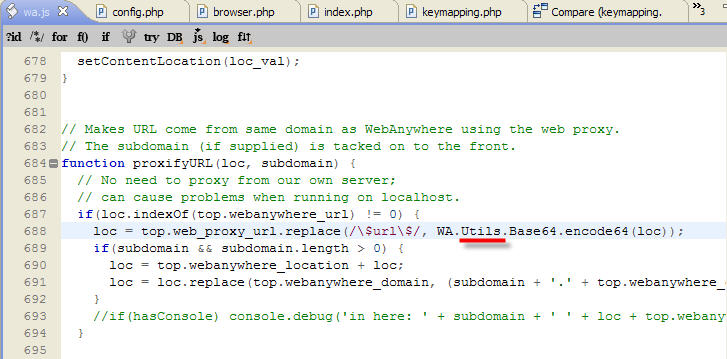 wa.js config.php browser.php index.php keymapping.php Compare (keymapping. »3
?id /*/ for f() if try DB js log f↓↑
678 setContentLocation(loc_val);
679 }
680
681
682 // Makes URL come from same domain as WebAnywhere using the web proxy.
683 // The subdomain (if supplied) is tacked on to the front.
684 function proxifyURL(loc, subdomain) {
685 // No need to proxy from our own server;
686 // can cause problems when running on localhost.
687 if(loc.indexOf(top.webanywhere_url) != 0) {
688 loc = top.web_proxy_url.replace(/\$url\$/, WA.Utils.Base64.encode64(loc));
689 if(subdomain && subdomain.length > 0) {
690 loc = top.webanywhere_location + loc;
691 loc = loc.replace(top.webanywhere_domain, (subdomain + '.' + top.webanywhere_
692 }
693 //if(hasConsole) console.debug('in here: ' + subdomain + ' ' + loc + top.webany
694 }
695